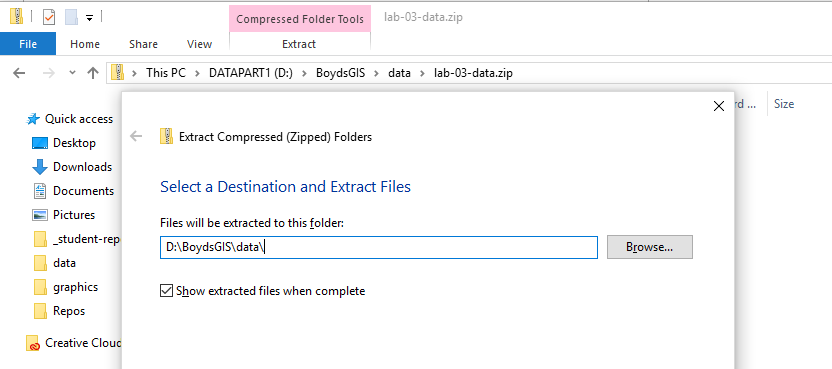 Compressed Folder Tools lab-03-data.zip
File Home Share View Extract
This PC DATAPART1 (D:) BoydsGIS data lab-03-data.zip
Size
Quick access
Desktop
Downloads
Documents
Pictures
_student-rep
data
graphics
Repos
Creative Cloud
Extract Compressed (Zipped) Folders
Select a Destination and Extract Files
Files will be extracted to this folder:
D:\BoydsGIS\data\
Browse...
Show extracted files when complete